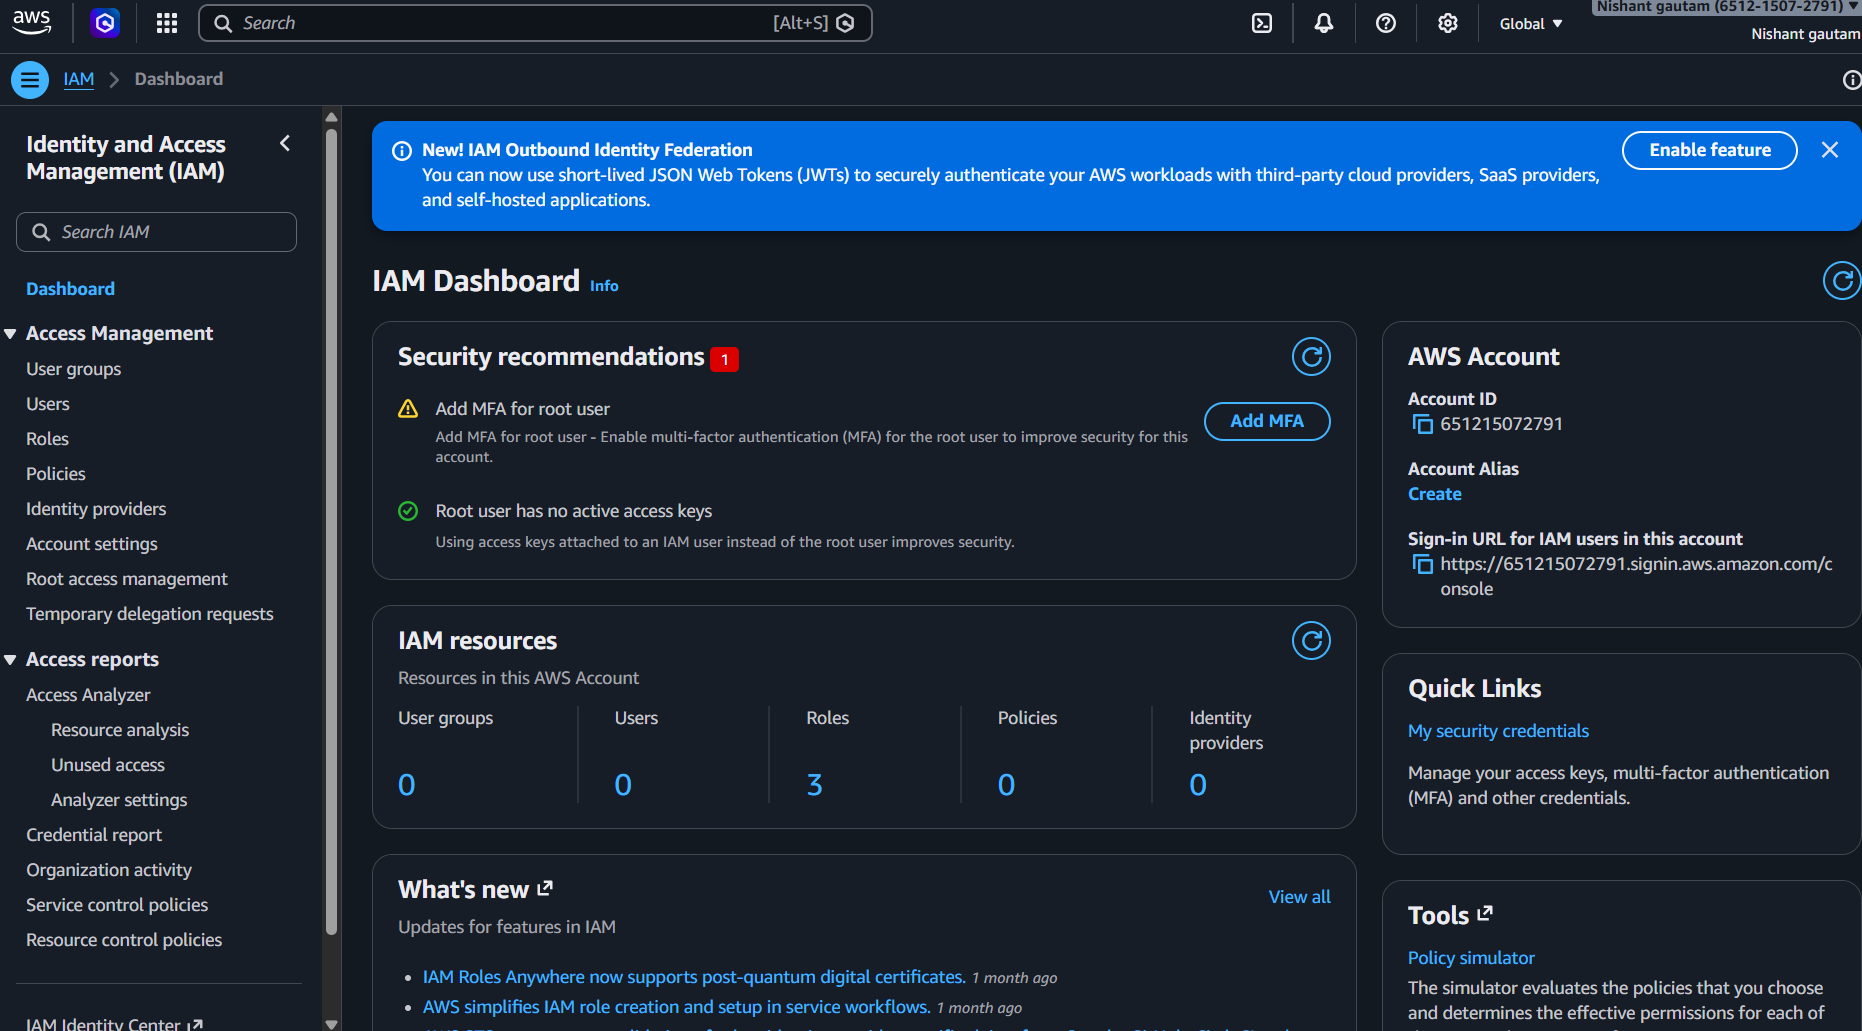 aws
Search
[Alt+S]
Global
Nishant gautam (6512-1507-2791)
Nishant gautam
IAM
Dashboard
Identity and Access
Management (IAM)
Search IAM
Dashboard
Access Management
User groups
Users
Roles
Policies
Identity providers
Account settings
Root access management
Temporary delegation requests
Access reports
Access Analyzer
Resource analysis
Unused access
Analyzer settings
Credential report
Organization activity
Service control policies
Resource control policies
IAM Identity Center
New! IAM Outbound Identity Federation
You can now use short-lived JSON Web Tokens (JWTs) to securely authenticate your AWS workloads with third-party cloud providers, SaaS providers,
and self-hosted applications.
Enable feature
IAM Dashboard Info
Security recommendations 1
Add MFA for root user
Add MFA for root user - Enable multi-factor authentication (MFA) for the root user to improve security for this
account.
Add MFA
Root user has no active access keys
Using access keys attached to an IAM user instead of the root user improves security.
IAM resources
Resources in this AWS Account
User groups
0
Users
0
Roles
3
Policies
0
Identity
providers
0
What's new
View all
Updates for features in IAM
IAM Roles Anywhere now supports post-quantum digital certificates. 1 month ago
AWS simplifies IAM role creation and setup in service workflows. 1 month ago
AWS Account
Account ID
651215072791
Account Alias
Create
Sign-in URL for IAM users in this account
https://651215072791.signin.aws.amazon.com/c
onsole
Quick Links
My security credentials
Manage your access keys, multi-factor authentication
(MFA) and other credentials.
Tools
Policy simulator
The simulator evaluates the policies that you choose
and determines the effective permissions for each of